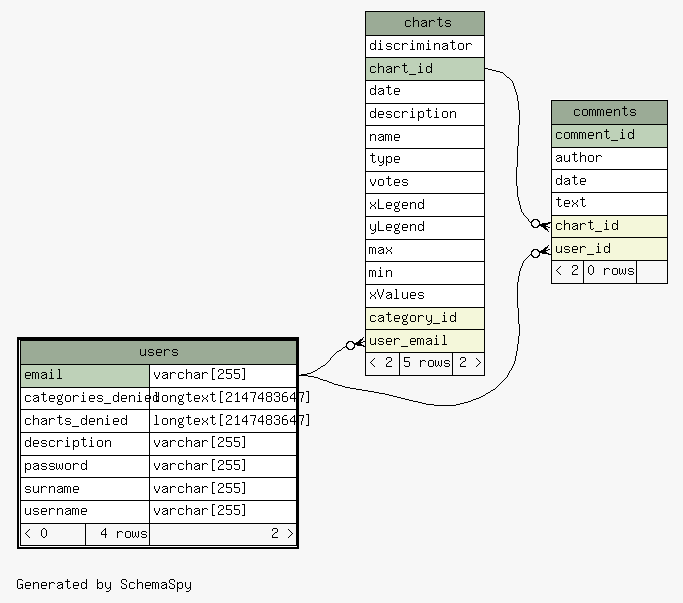 charts
discriminator
chart_id
date
description
name
type
votes
xLegend
yLegend
max
min
xValues
category_id
user_email
< 2 5 rows 2 >
comments
comment_id
author
date
text
chart_id
user_id
< 2 0 rows
users
email varchar[255]
categories_denied longtext[2147483647]
charts_denied longtext[2147483647]
description varchar[255]
password varchar[255]
surname varchar[255]
username varchar[255]
< 0 4 rows 2 >
Generated by SchemaSpy